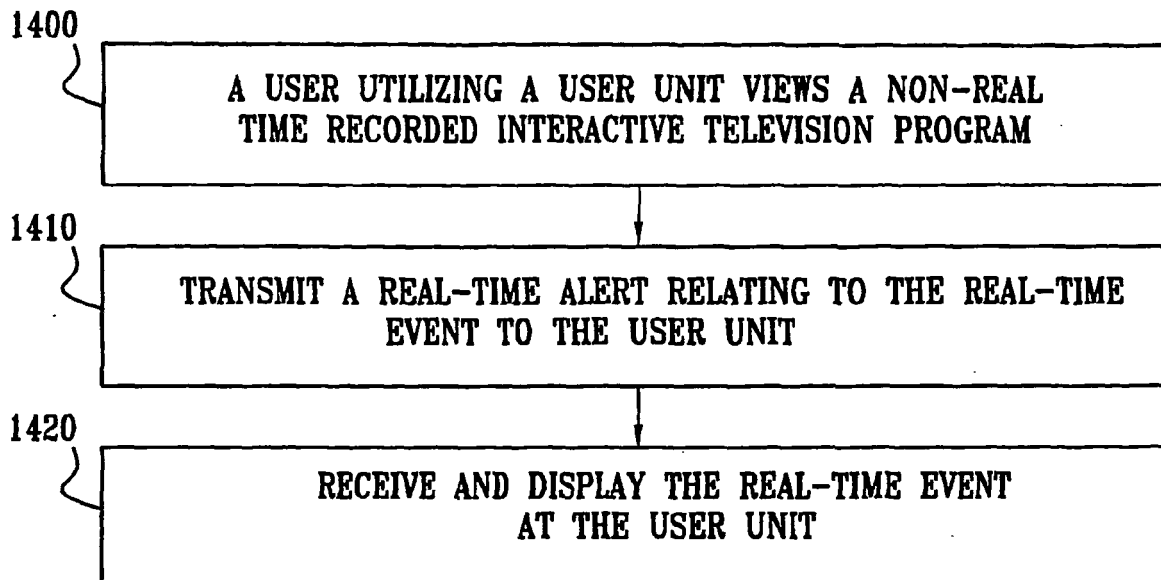 1400
A USER UTILIZING A USER UNIT VIEWS A NON-REAL
TIME RECORDED INTERACTIVE TELEVISION PROGRAM
1410
TRANSMIT A REAL-TIME ALERT RELATING TO THE REAL-TIME
EVENT TO THE USER UNIT
1420
RECEIVE AND DISPLAY THE REAL-TIME EVENT
AT THE USER UNIT